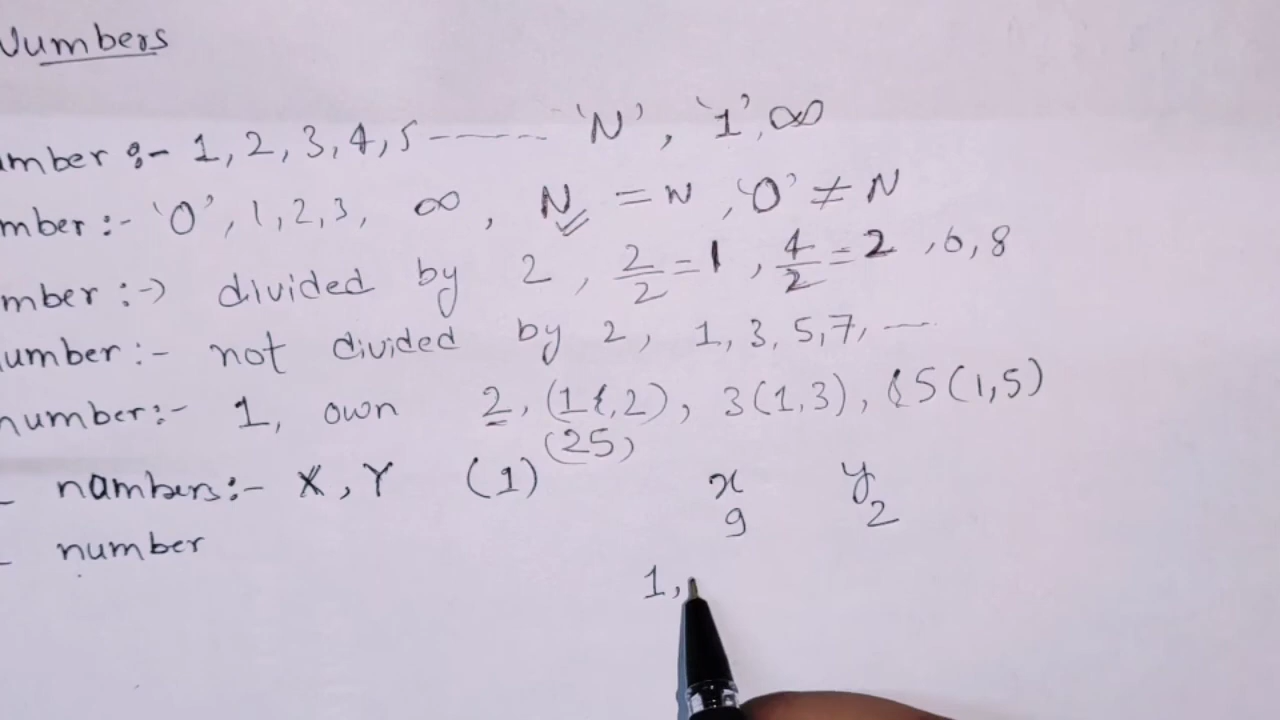 Numbers
mber :- 1, 2, 3, 4, 5 ------ 'N', '1', ∞
mber :- '0', 1, 2, 3, ∞, N = W, '0' ≠ N
mber :-> divided by 2, 2/2 = 1, 4/2 = 2, 6, 8
umber :- not divided by 2, 1, 3, 5, 7, —
number :- 1, own 2, (1,2), 3(1,3), 5(1,5)
(25)
nambers :- X, Y (1) x y
9 2
number
1,